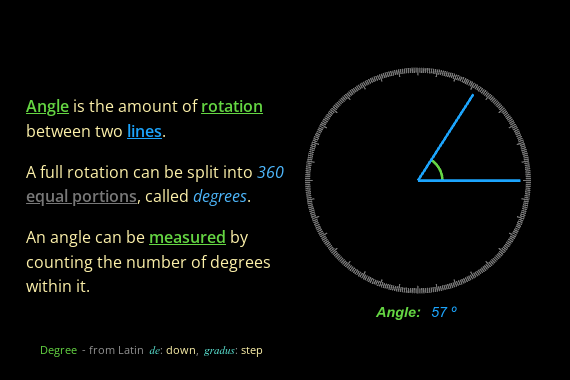 Angle is the amount of rotation
between two lines.
A full rotation can be split into 360
equal portions, called degrees.
An angle can be measured by
counting the number of degrees
within it.
Angle: 57 º
Degree - from Latin de: down, gradus: step